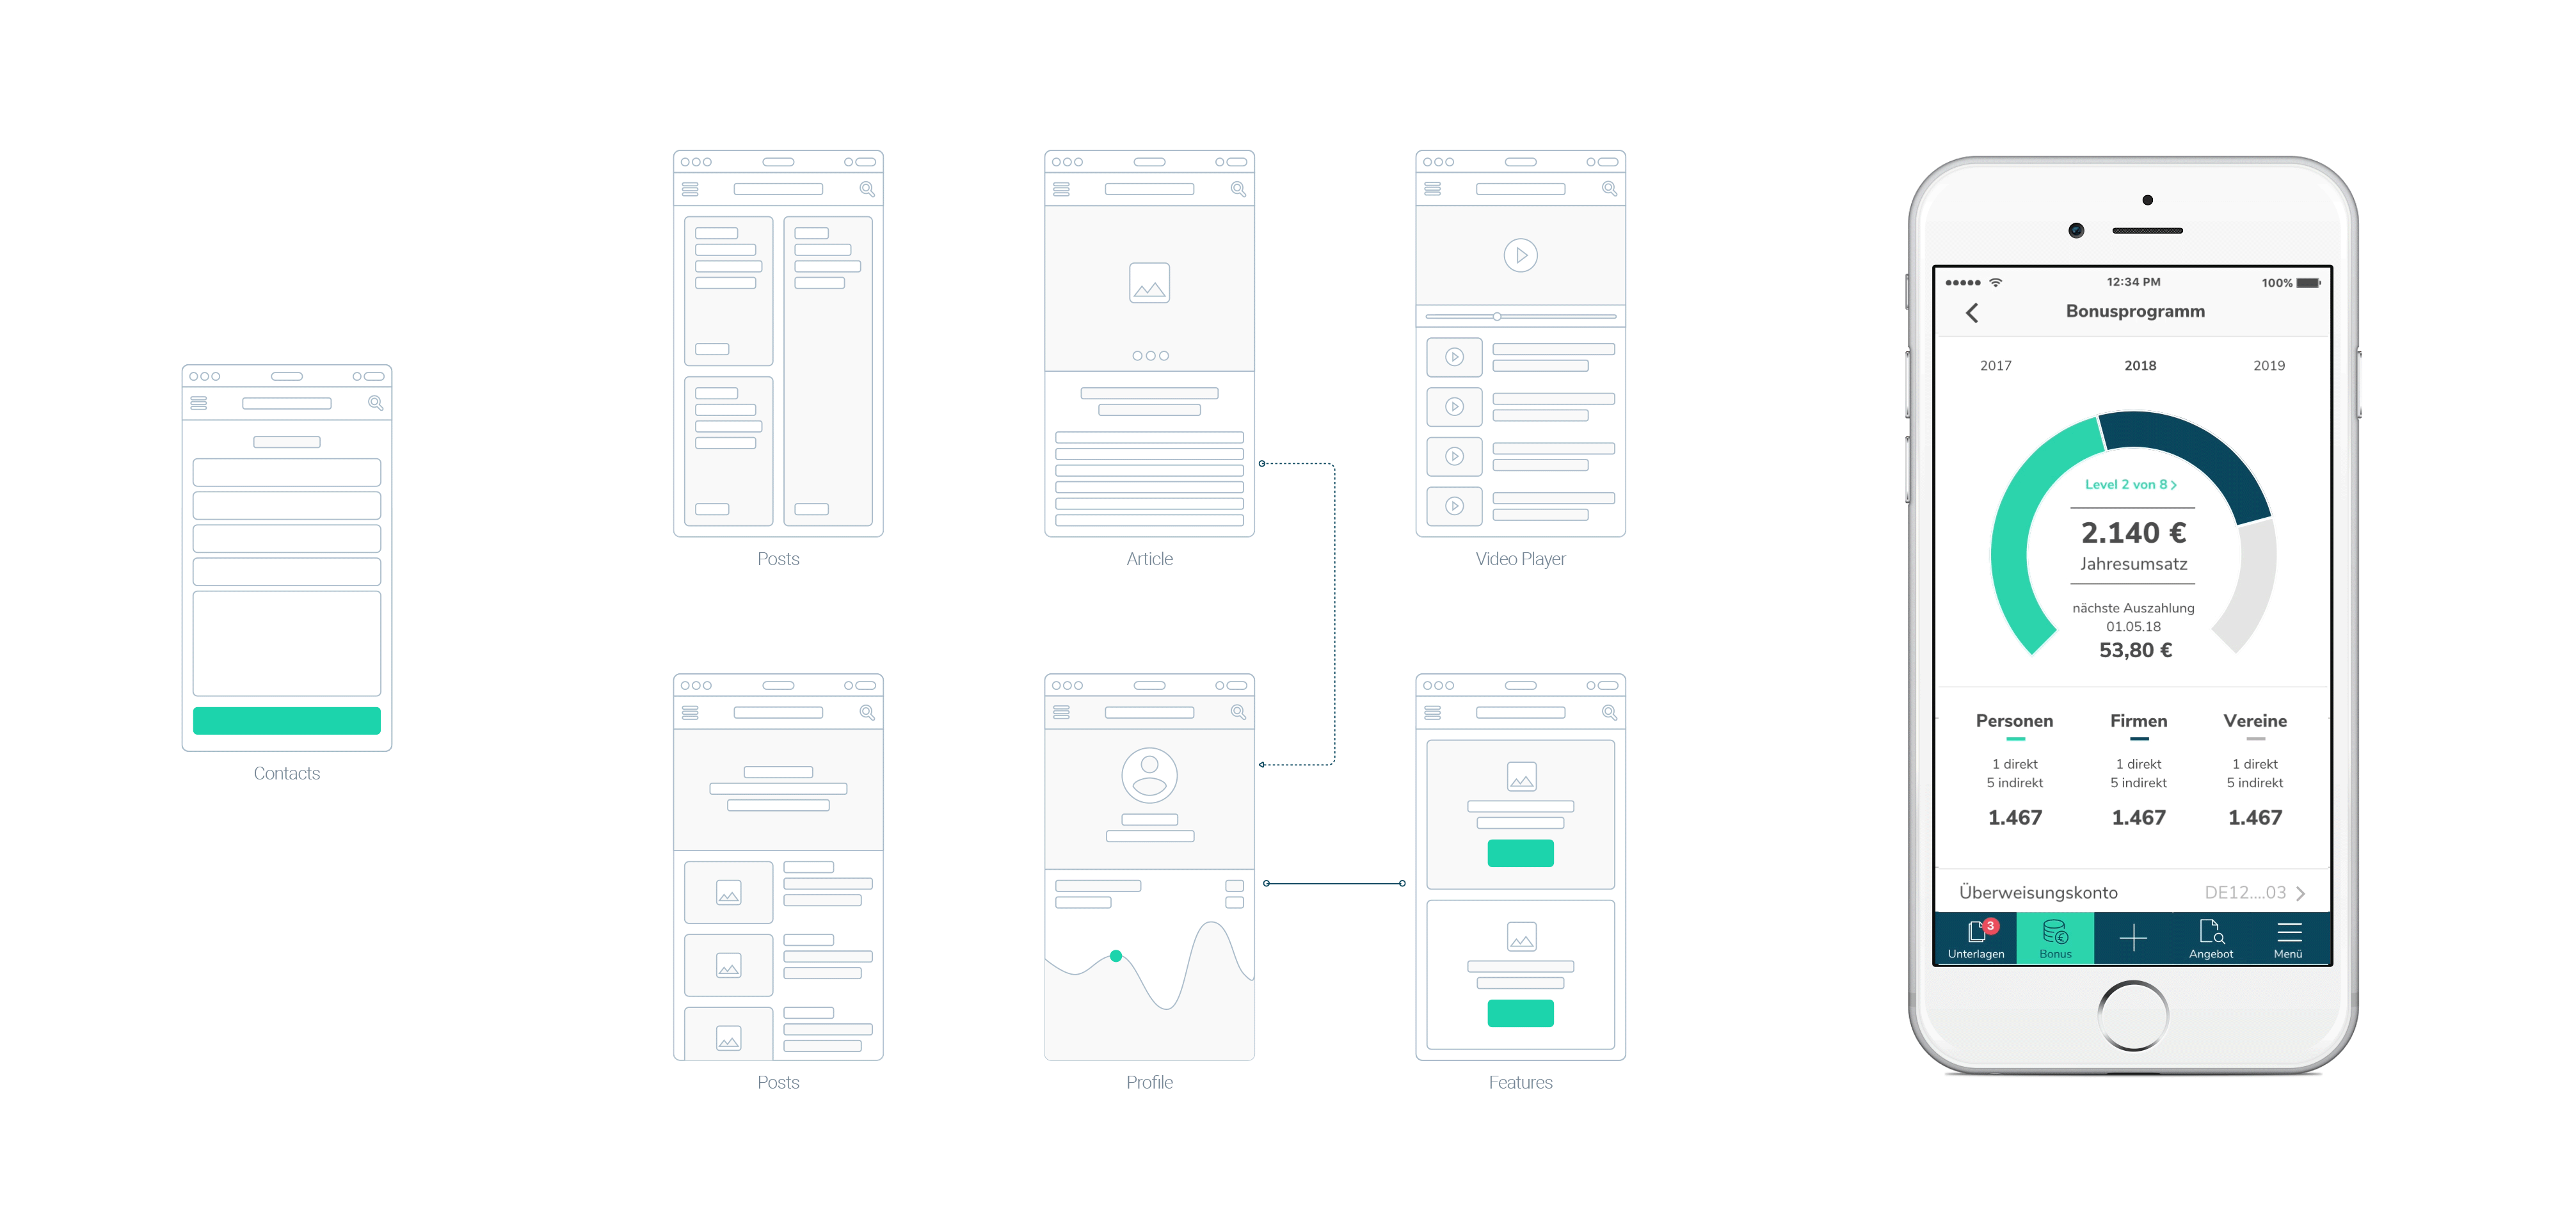 Contacts
Posts
Article
Video Player
Posts
Profile
Features
12:34 PM
100%
Bonusprogramm
2017
2018
2019
Level 2 von 8
2.140 €
Jahresumsatz
nächste Auszahlung
01.05.18
53,80 €
Personen
Firmen
Vereine
1 direkt
1 direkt
1 direkt
5 indirekt
5 indirekt
5 indirekt
1.467
1.467
1.467
Überweisungskonto
DE12....03
3
Unterlagen
Bonus
Angebot
Menü